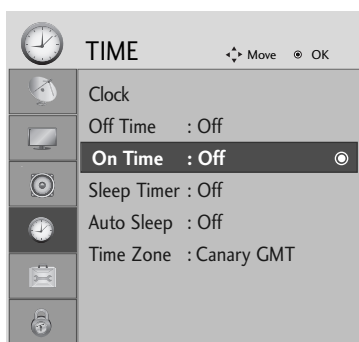 TIME Move OK
Clock
Off Time : Off
On Time : Off
Sleep Timer : Off
Auto Sleep : Off
Time Zone : Canary GMT